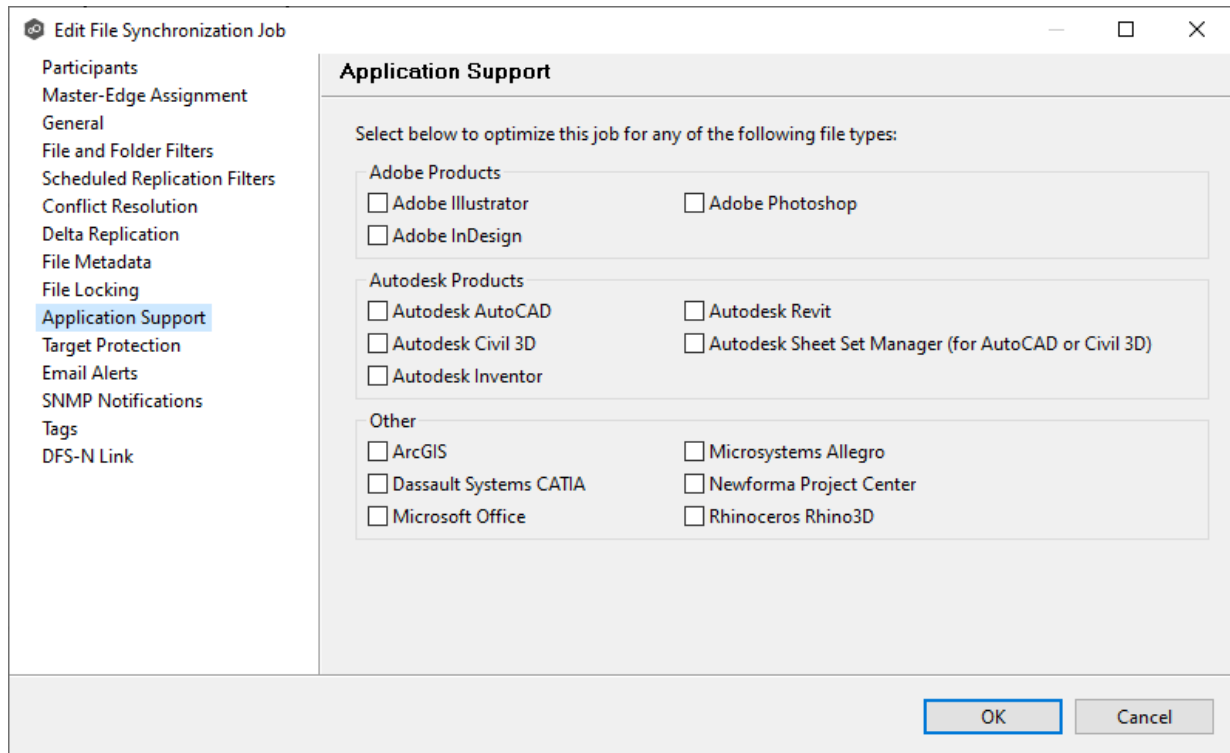 Edit File Synchronization Job
Participants
Master-Edge Assignment
General
File and Folder Filters
Scheduled Replication Filters
Conflict Resolution
Delta Replication
File Metadata
File Locking
Application Support
Target Protection
Email Alerts
SNMP Notifications
Tags
DFS-N Link
Application Support
Select below to optimize this job for any of the following file types:
Adobe Products
Adobe Illustrator
Adobe Photoshop
Adobe InDesign
Autodesk Products
Autodesk AutoCAD
Autodesk Revit
Autodesk Civil 3D
Autodesk Sheet Set Manager (for AutoCAD or Civil 3D)
Autodesk Inventor
Other
ArcGIS
Microsystems Allegro
Dassault Systems CATIA
Newforma Project Center
Microsoft Office
Rhinoceros Rhino3D
OK
Cancel